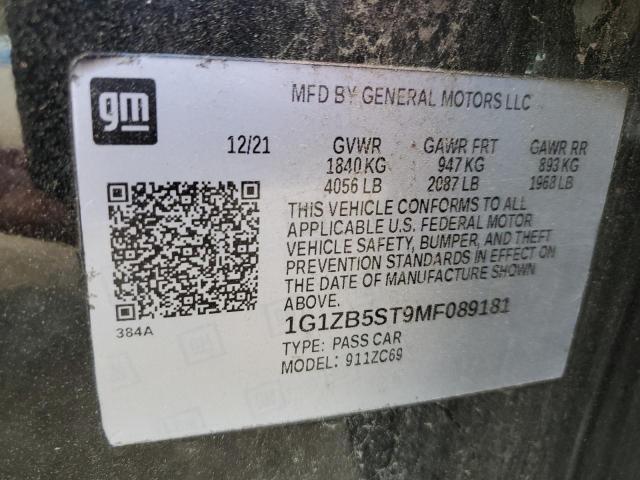 gm
MFD BY GENERAL MOTORS LLC
12/21 GVWR GAWR FRT GAWR RR
1840 KG 947 KG 893 KG
4056 LB 2087 LB 1968 LB
THIS VEHICLE CONFORMS TO ALL
APPLICABLE U.S. FEDERAL MOTOR
VEHICLE SAFETY, BUMPER, AND THEFT
PREVENTION STANDARDS IN EFFECT ON
THE DATE OF MANUFACTURE SHOWN
ABOVE.
384A
1G1ZB5ST9MF089181
TYPE: PASS CAR
MODEL: 911ZC69